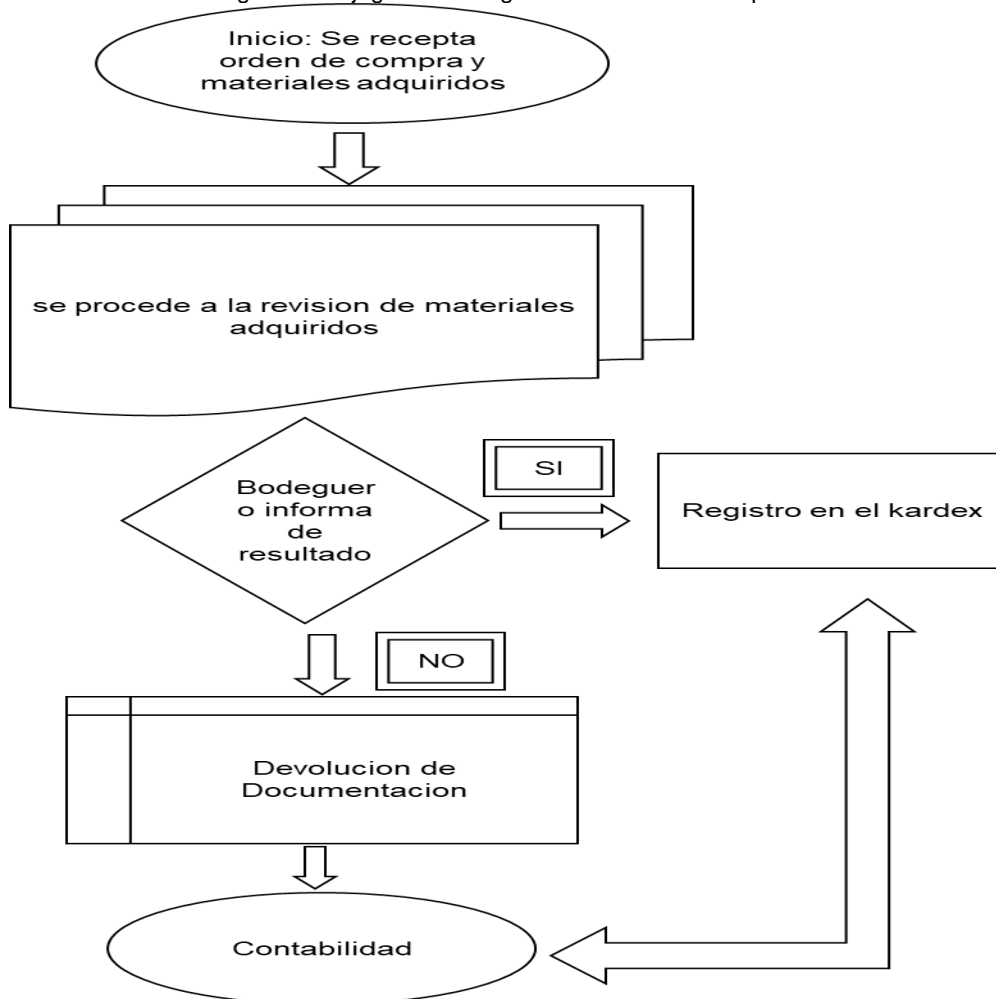 Inicio: Se recepta
orden de compra y
materiales adquiridos
se procede a la revision de materiales
adquiridos
Bodeguer
o informa
de
resultado
SI
Registro en el kardex
NO
Devolucion de
Documentacion
Contabilidad